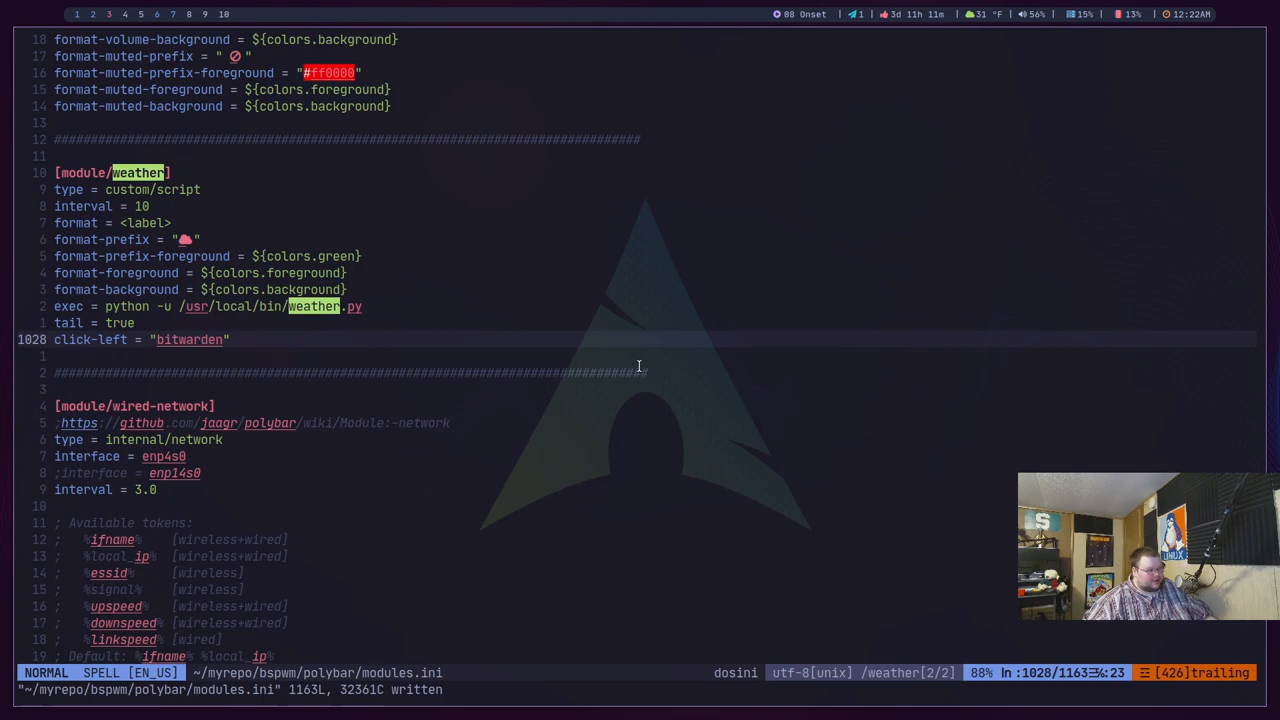 1 2 3 4 5 6 7 8 9 10 88 Onset 1 3d 11h 11m 31 °F 56% 15% 13% 12:22AM
18 format-volume-background = ${colors.background}
17 format-muted-prefix = " "
16 format-muted-prefix-foreground = "#ff0000"
15 format-muted-foreground = ${colors.foreground}
14 format-muted-background = ${colors.background}
13
12 ################################################################################
11
10 [module/weather]
9 type = custom/script
8 interval = 10
7 format = <label>
6 format-prefix = " "
5 format-prefix-foreground = ${colors.green}
4 format-foreground = ${colors.foreground}
3 format-background = ${colors.background}
2 exec = python -u /usr/local/bin/weather.py
1 tail = true
1028 click-left = "bitwarden"
1
2 #################################################################################
3
4 [module/wired-network]
5 ;https://github.com/jaagr/polybar/wiki/Module:-network
6 type = internal/network
7 interface = enp4s0
8 ;interface = enp14s0
9 interval = 3.0
10
11 ; Available tokens:
12 ;   %ifname%    [wireless+wired]
13 ;   %local_ip%  [wireless+wired]
14 ;   %essid%     [wireless]
15 ;   %signal%    [wireless]
16 ;   %upspeed%   [wireless+wired]
17 ;   %downspeed% [wireless+wired]
18 ;   %linkspeed% [wired]
19 ; Default: %ifname% %local_ip%
NORMAL SPELL [EN_US] ~/myrepo/bspwm/polybar/modules.ini dosini utf-8[unix] /weather[2/2] 88% ln :1028/1163 :23 [426]trailing
"~/myrepo/bspwm/polybar/modules.ini" 1163L, 32361C written
S
LINUX